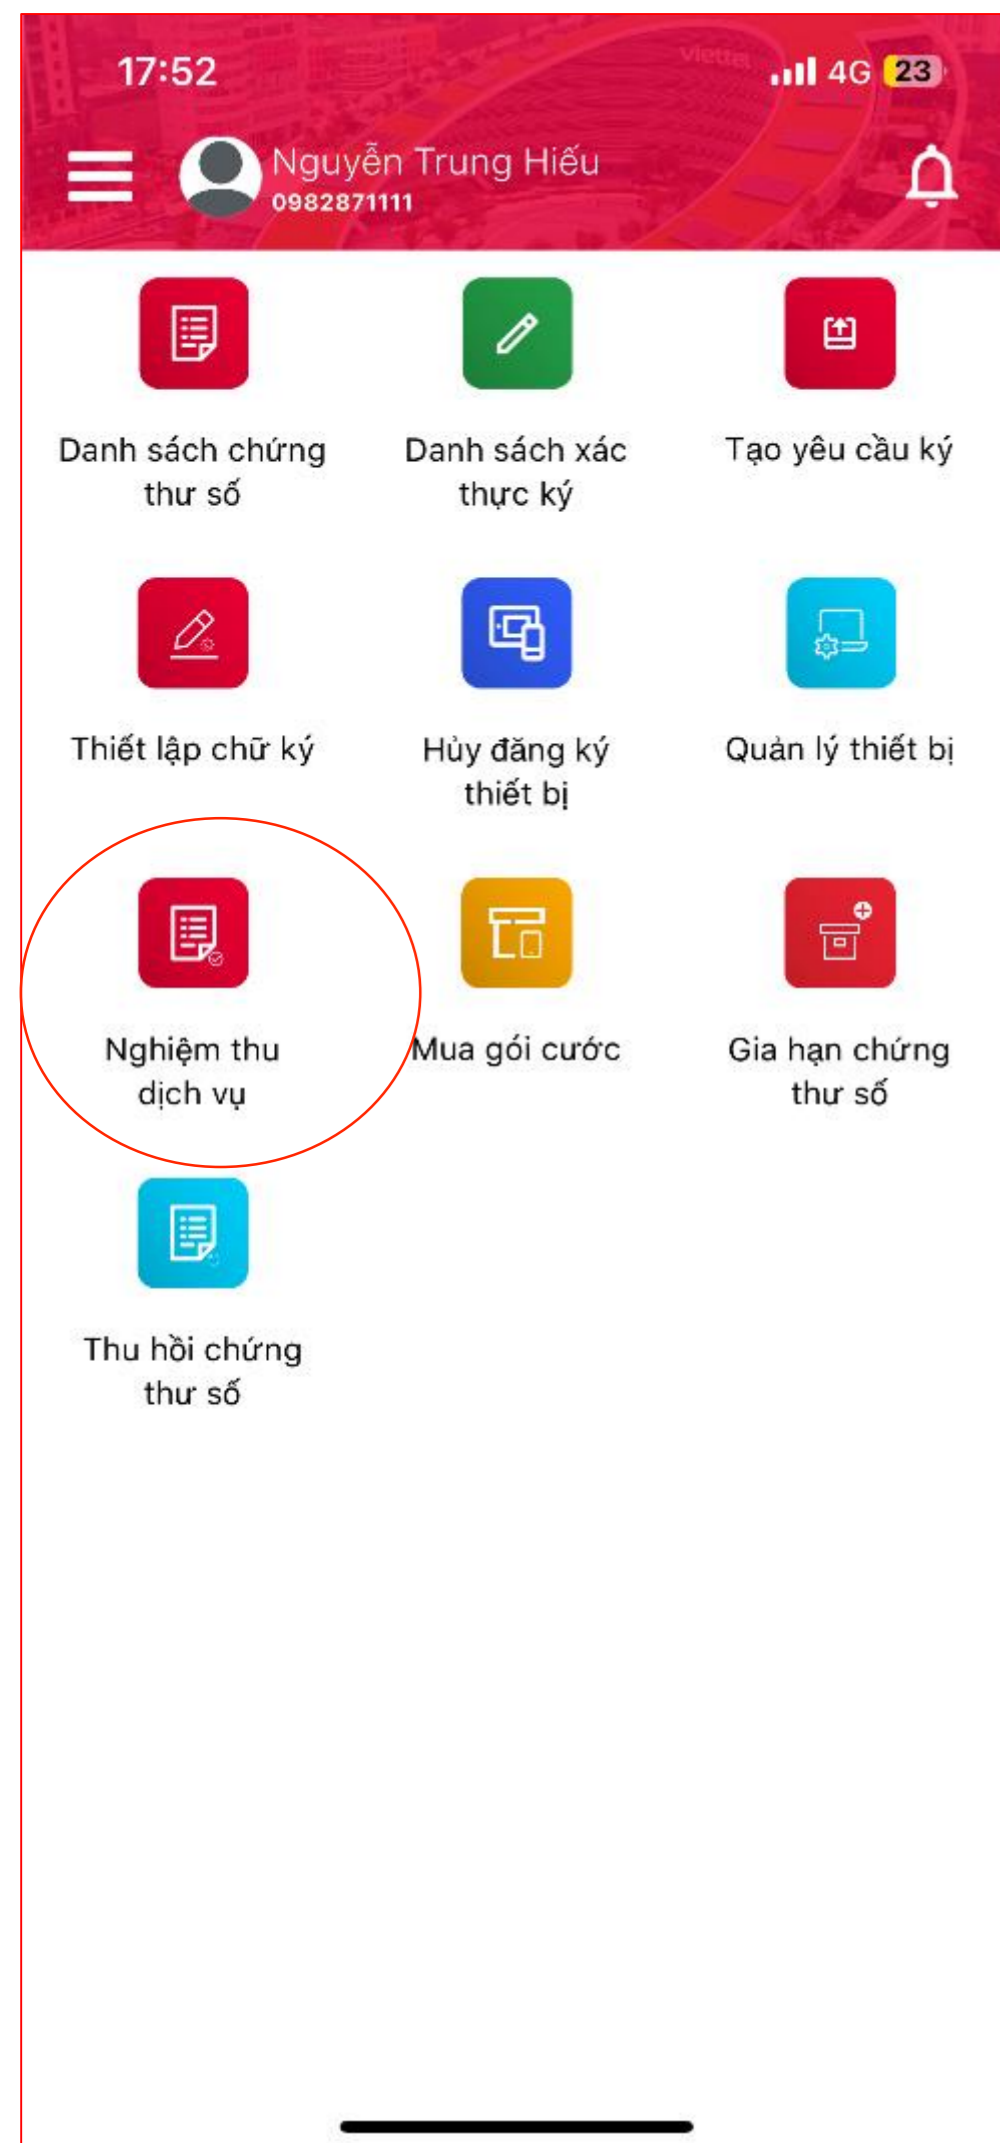 17:52
viettel
4G 23
Nguyễn Trung Hiếu
0982871111
Danh sách chứng
thư số
Danh sách xác
thực ký
Tạo yêu cầu ký
Thiết lập chữ ký
Hủy đăng ký
thiết bị
Quản lý thiết bị
Nghiệm thu
dịch vụ
Mua gói cước
Gia hạn chứng
thư số
Thu hồi chứng
thư số